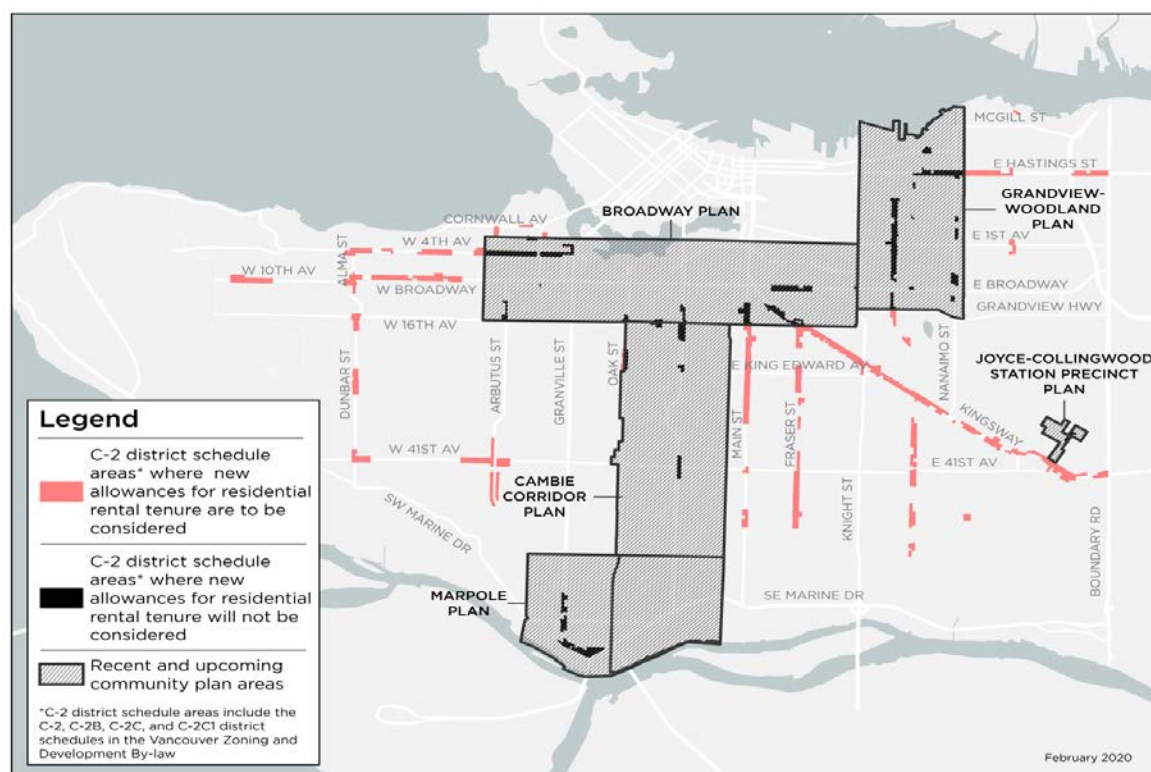 MCGILL ST
E HASTINGS ST
GRANDVIEW-
WOODLAND PLAN
BROADWAY PLAN
CORNWALL AV
ALMA ST
W 4TH AV
E 1ST AV
W 10TH AV
W BROADWAY
E BROADWAY
GRANDVIEW HWY
W 16TH AV
DUNBAR ST
ARBUTUS ST
GRANVILLE ST
OAK ST
E KING EDWARD AV
NANAIMO ST
JOYCE-COLLINGWOOD
STATION PRECINCT
PLAN
MAIN ST
FRASER ST
KINGSWAY
W 41ST AV
E 41ST AV
CAMBIE
CORRIDOR
PLAN
KNIGHT ST
BOUNDARY RD
SW MARINE DR
MARPOLE
PLAN
SE MARINE DR
Legend
C-2 district schedule
areas* where new
allowances for residential
rental tenure are to be
considered
C-2 district schedule
areas* where new
allowances for residential
rental tenure will not be
considered
Recent and upcoming
community plan areas
*C-2 district schedule areas include the
C-2, C-2B, C-2C, and C-2C1 district
schedules in the Vancouver Zoning and
Development By-law
February 2020